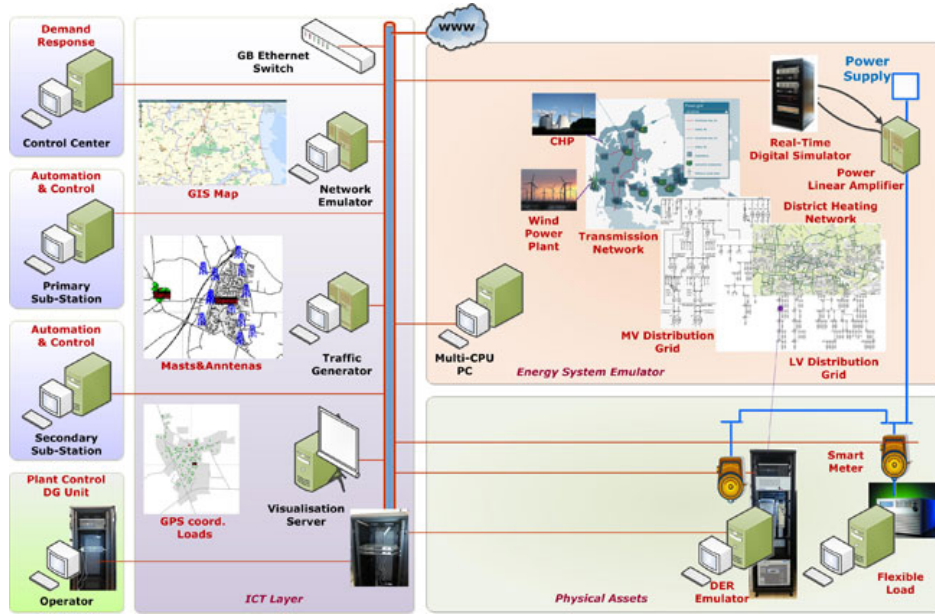 Demand
Response
Control Center
Automation
& Control
Primary
Sub-Station
Automation
& Control
Secondary
Sub-Station
Plant Control
DG Unit
Operator
GB Ethernet
Switch
GIS Map
Network
Emulator
Masts&Anntenas
Traffic
Generator
GPS coord.
Loads
Visualisation
Server
ICT Layer
www
CHP
Wind
Power
Plant
Transmission
Network
Power
Supply
Real-Time
Digital Simulator
Power
Linear Amplifier
District Heating
Network
MV Distribution
Grid
LV Distribution
Grid
Multi-CPU
PC
Energy System Emulator
Smart
Meter
DER
Emulator
Flexible
Load
Physical Assets